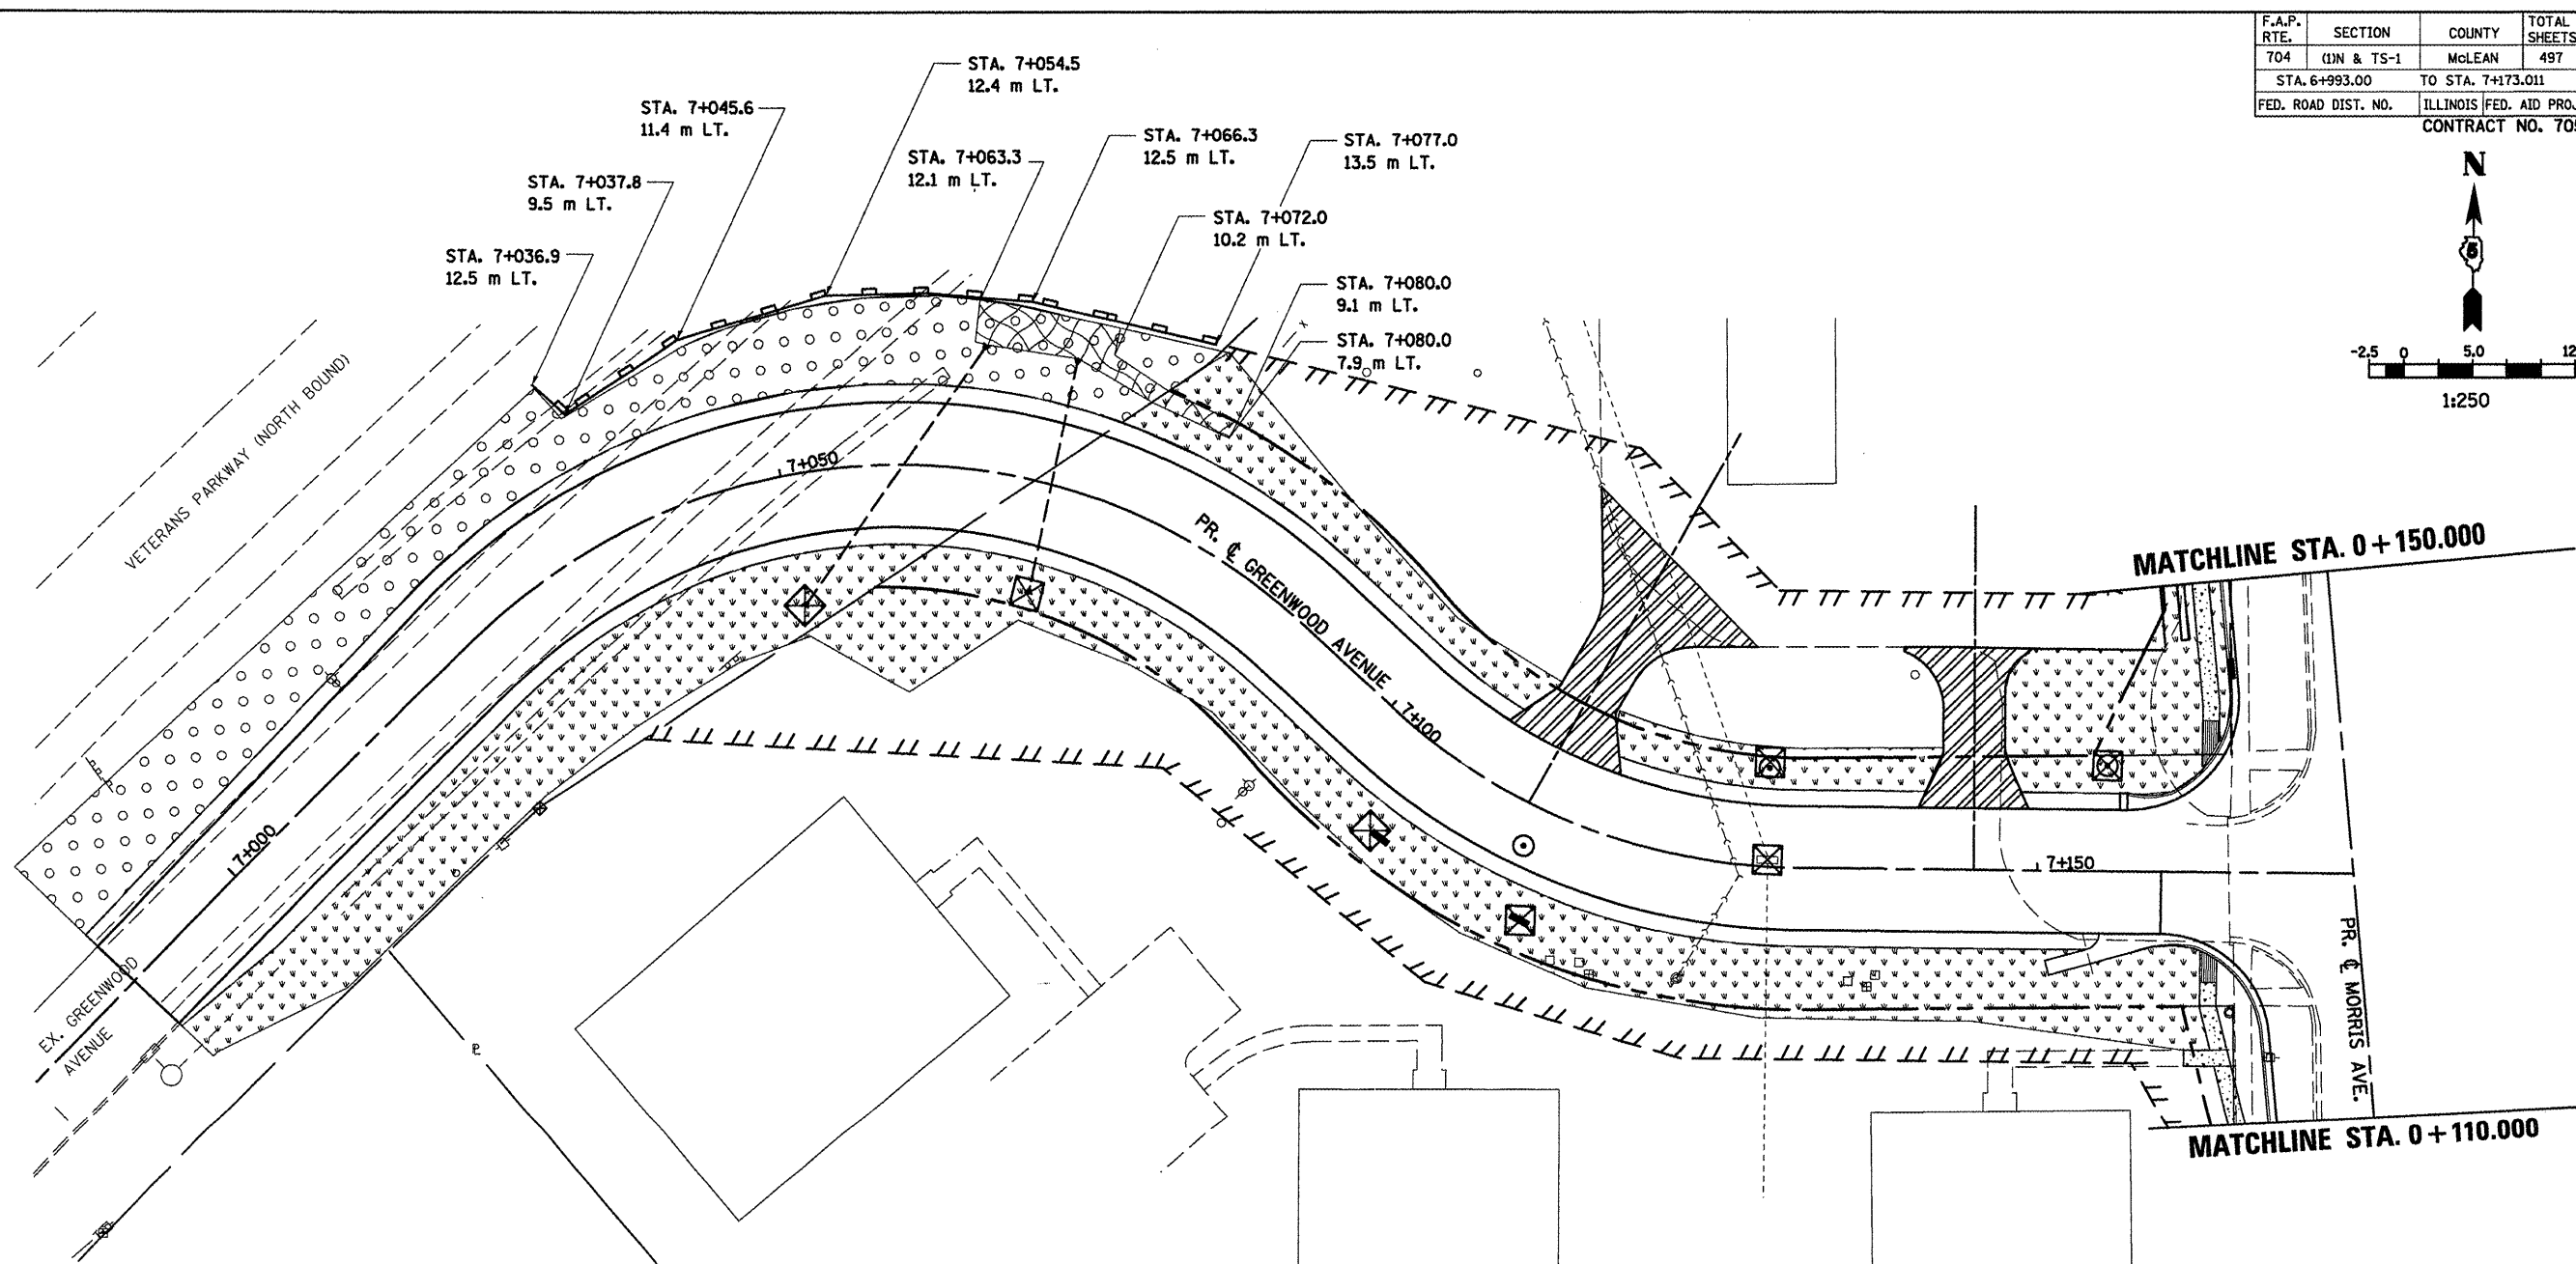 F.A.P. RTE. SECTION COUNTY TOTAL SHEETS
704 (1)N & TS-1 McLEAN 497
STA. 6+993.00 TO STA. 7+173.011
FED. ROAD DIST. NO. ILLINOIS FED. AID PROJ
CONTRACT NO. 705
N
5
-2.5 0 5.0 12
1:250
STA. 7+054.5
12.4 m LT.
STA. 7+045.6
11.4 m LT.
STA. 7+066.3
12.5 m LT.
STA. 7+077.0
13.5 m LT.
STA. 7+063.3
12.1 m LT.
STA. 7+037.8
9.5 m LT.
STA. 7+072.0
10.2 m LT.
STA. 7+036.9
12.5 m LT.
STA. 7+080.0
9.1 m LT.
STA. 7+080.0
7.9 m LT.
VETERANS PARKWAY (NORTH BOUND)
7+050
PR. ℄ GREENWOOD AVENUE
7+100
MATCHLINE STA. 0+150.000
7+000
7+150
EX. GREENWOOD
AVENUE
PR. ℄ MORRIS AVE.
MATCHLINE STA. 0+110.000